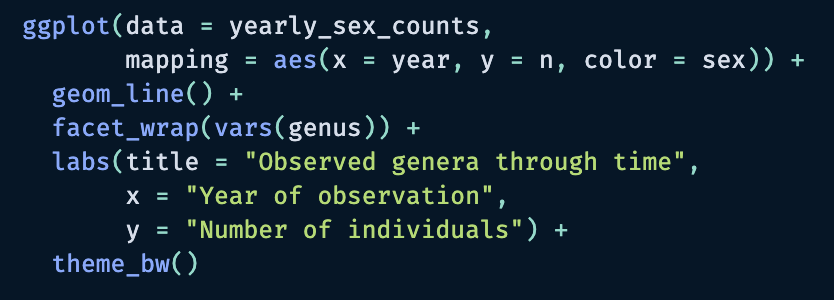 ggplot(data = yearly_sex_counts,
       mapping = aes(x = year, y = n, color = sex)) +
  geom_line() +
  facet_wrap(vars(genus)) +
  labs(title = "Observed genera through time",
       x = "Year of observation",
       y = "Number of individuals") +
  theme_bw()